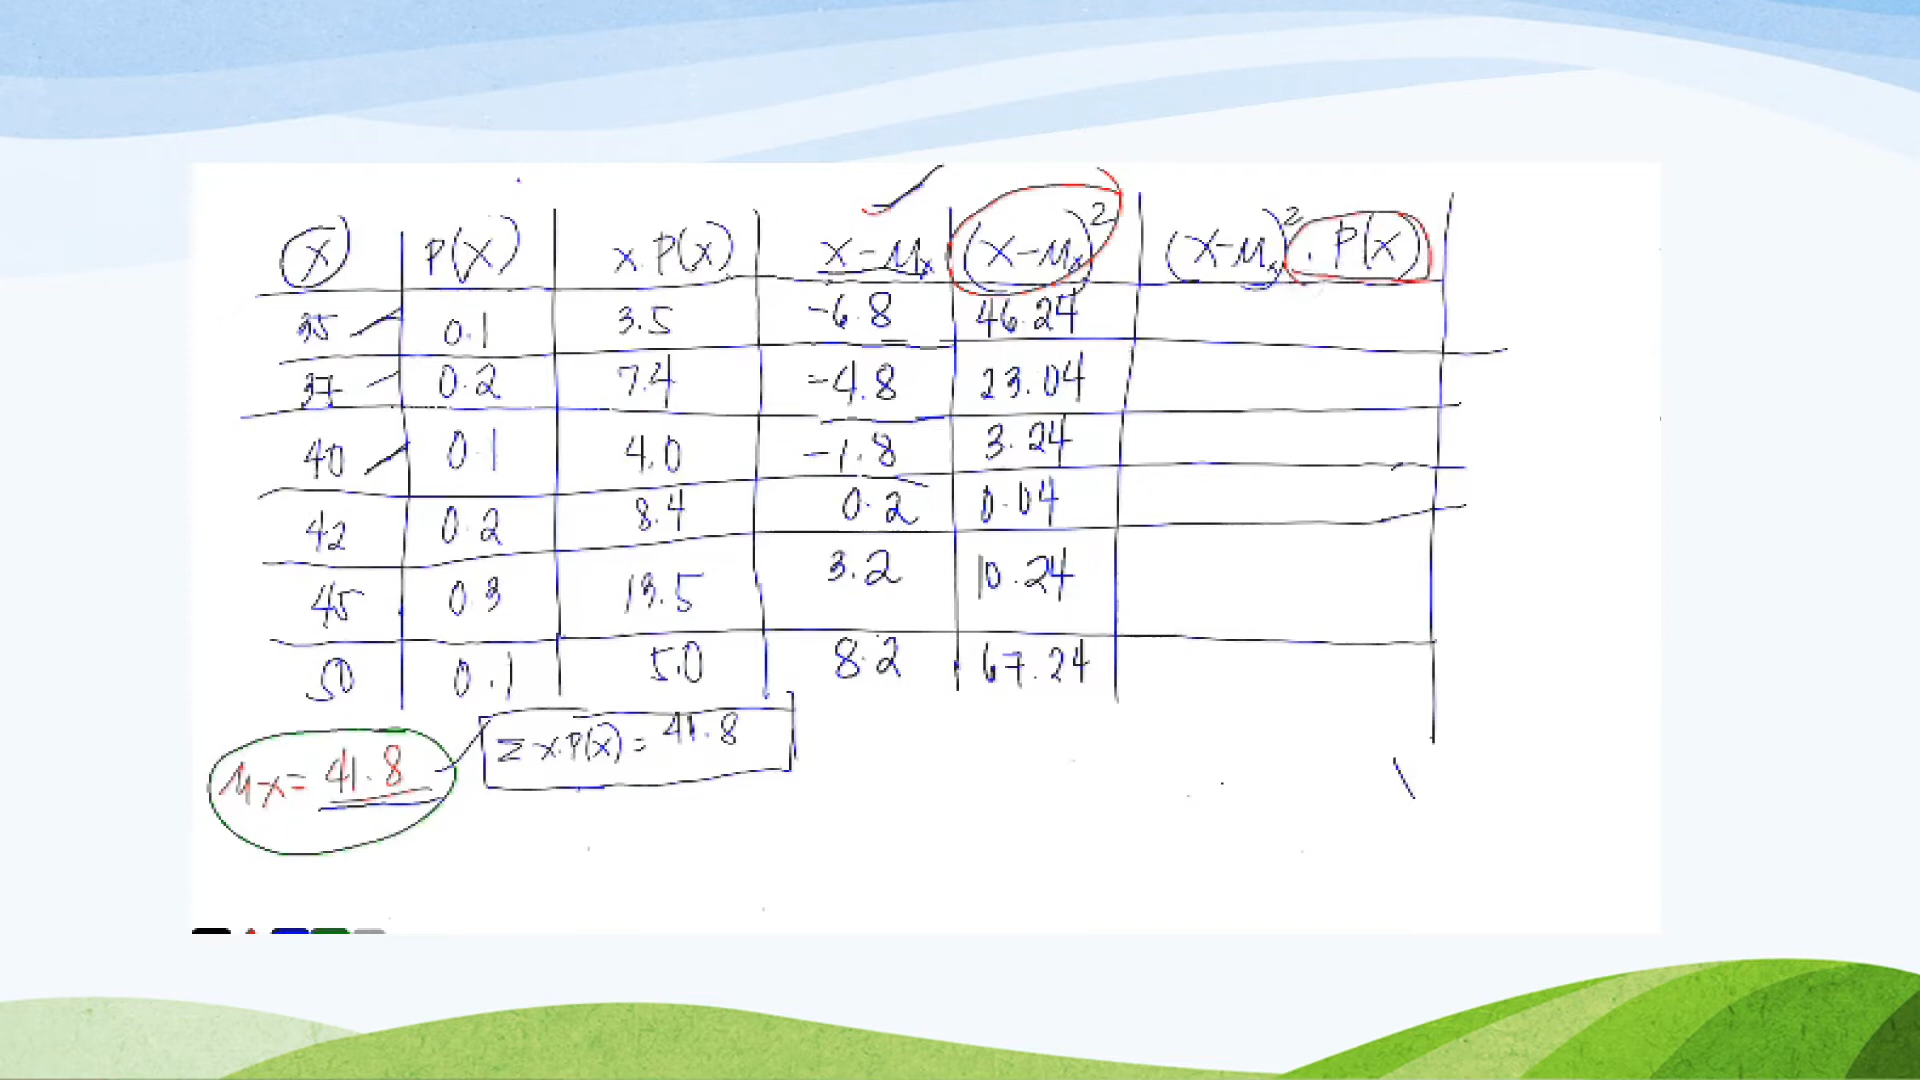 X P(X) X.P(X) X-μx (X-μx)² (X-μx)² . P(X)
35 0.1 3.5 -6.8 46.24
37 0.2 7.4 -4.8 23.04
40 0.1 4.0 -1.8 3.24
42 0.2 8.4 0.2 0.04
45 0.3 13.5 3.2 10.24
50 0.1 5.0 8.2 67.24
Σ X.P(X) = 41.8
μx = 41.8